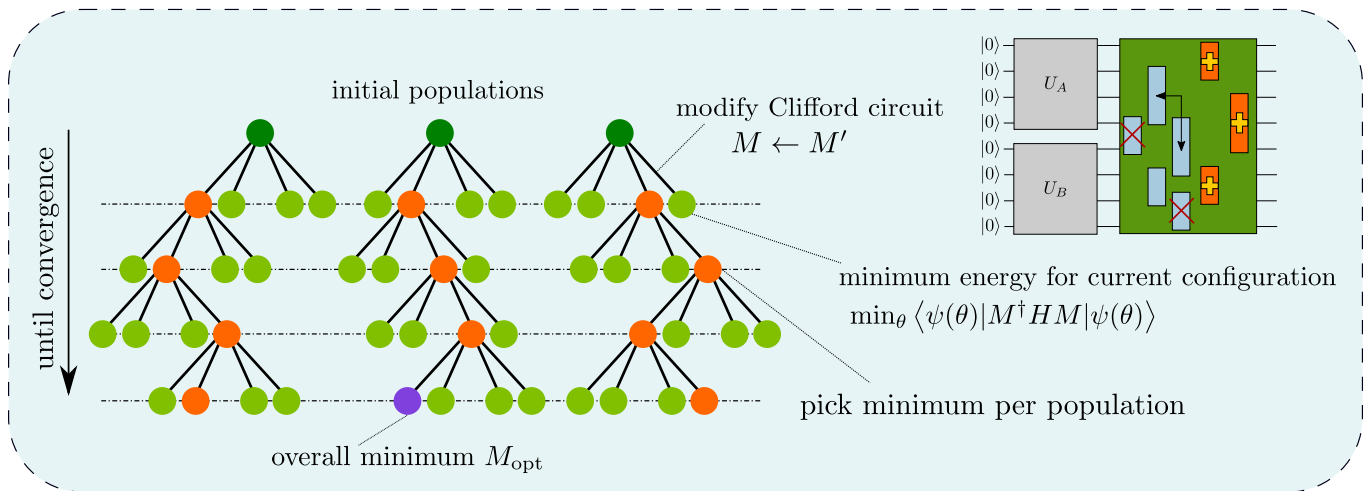 initial populations
modify Clifford circuit
M ← M′
until convergence
minimum energy for current configuration
min_θ ⟨ψ(θ)|M†HM|ψ(θ)⟩
pick minimum per population
overall minimum M_opt
|0⟩
|0⟩
|0⟩
|0⟩
|0⟩
|0⟩
|0⟩
|0⟩
U_A
U_B